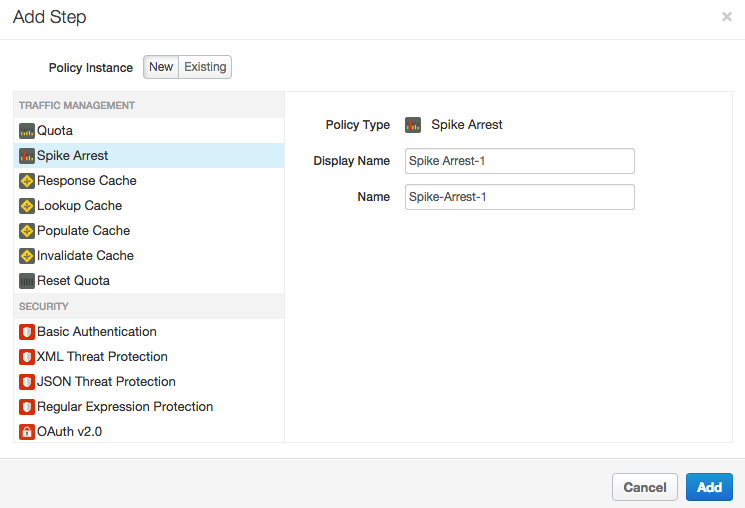 Add Step
×
Policy Instance New Existing
TRAFFIC MANAGEMENT
Quota
Spike Arrest
Response Cache
Lookup Cache
Populate Cache
Invalidate Cache
Reset Quota
SECURITY
Basic Authentication
XML Threat Protection
JSON Threat Protection
Regular Expression Protection
OAuth v2.0
Policy Type Spike Arrest
Display Name Spike Arrest-1
Name Spike-Arrest-1
Cancel Add